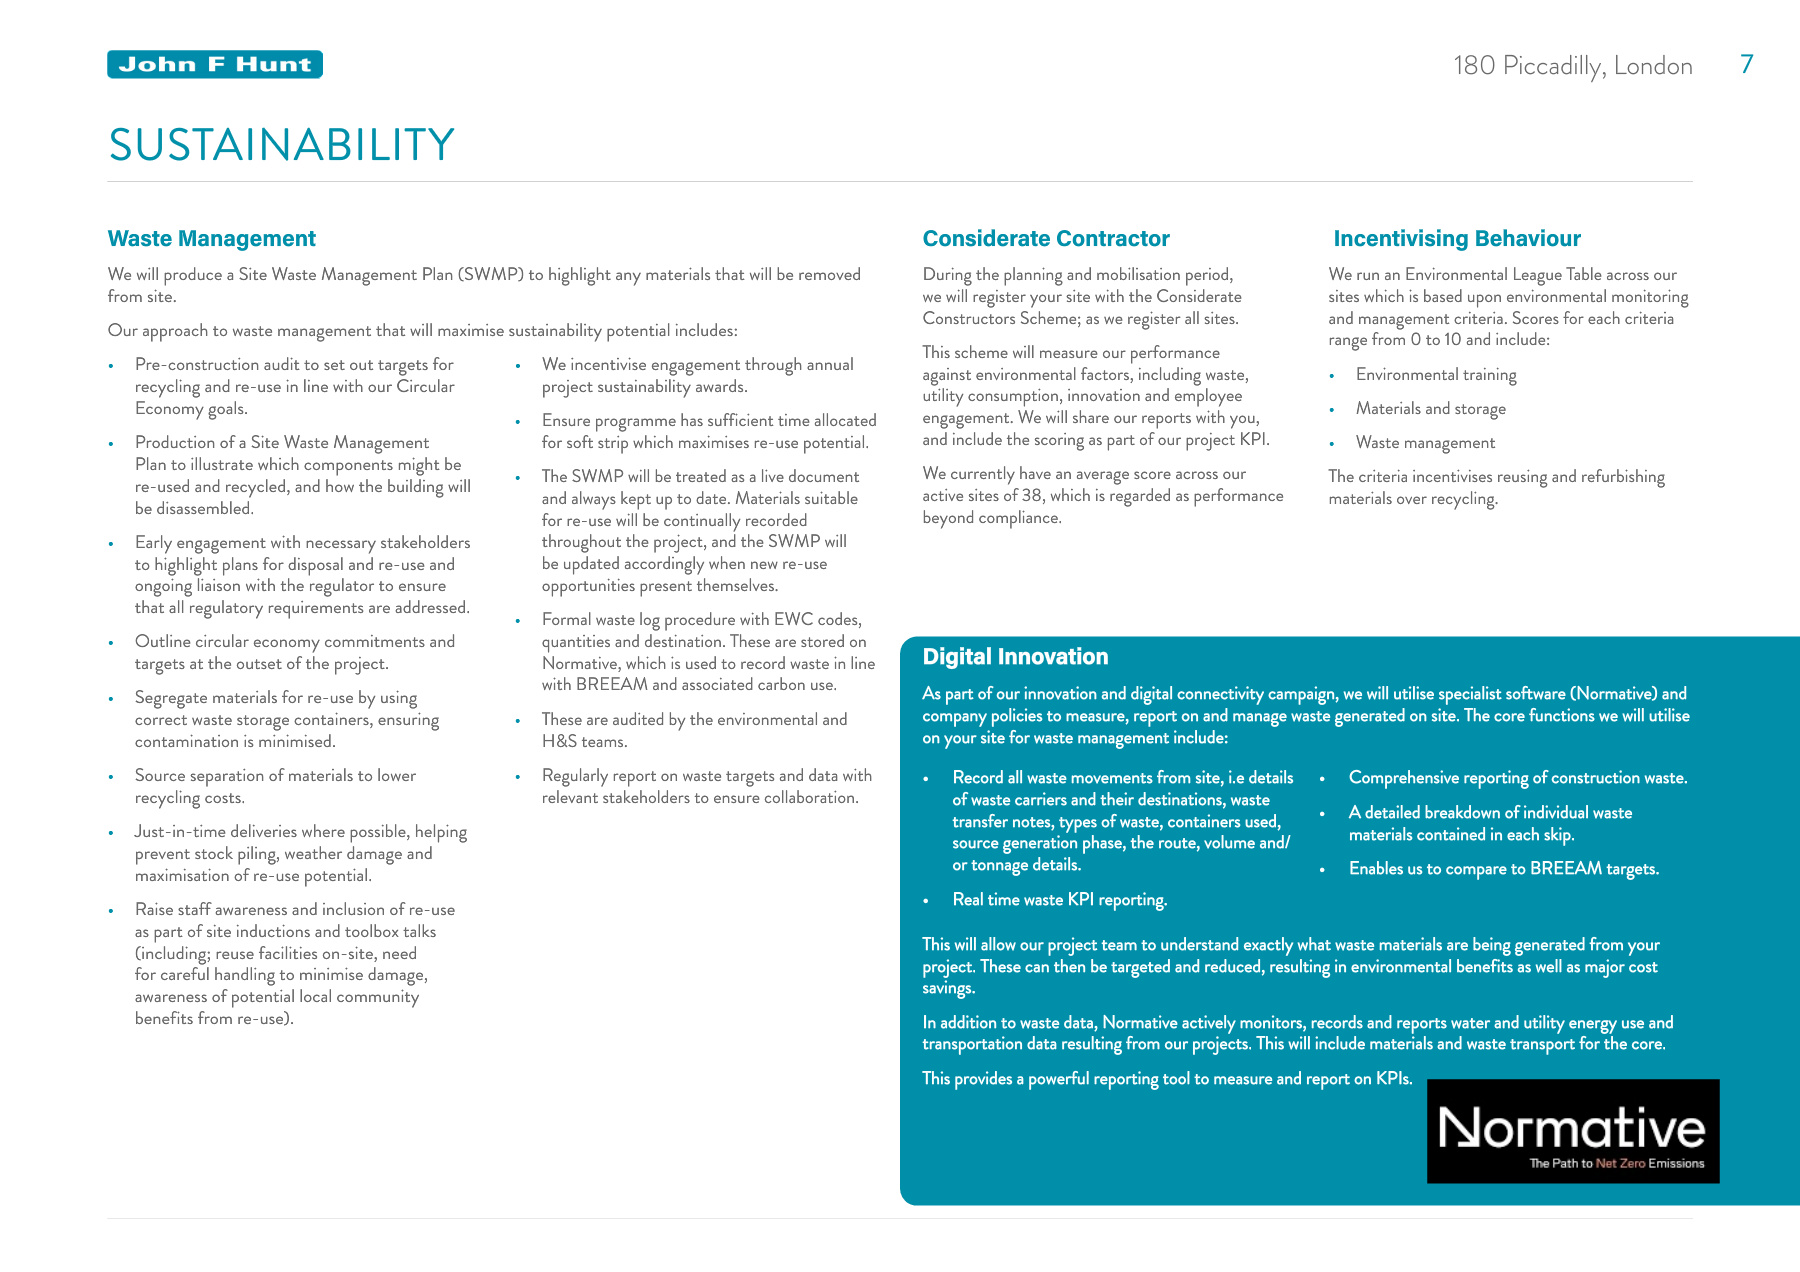 John F Hunt
180 Piccadilly, London
7
SUSTAINABILITY
Waste Management
We will produce a Site Waste Management Plan (SWMP) to highlight any materials that will be removed
from site.
Our approach to waste management that will maximise sustainability potential includes:
• Pre-construction audit to set out targets for
recycling and re-use in line with our Circular
Economy goals.
• Production of a Site Waste Management
Plan to illustrate which components might be
re-used and recycled, and how the building will
be disassembled.
• Early engagement with necessary stakeholders
to highlight plans for disposal and re-use and
ongoing liaison with the regulator to ensure
that all regulatory requirements are addressed.
• Outline circular economy commitments and
targets at the outset of the project.
• Segregate materials for re-use by using
correct waste storage containers, ensuring
contamination is minimised.
• Source separation of materials to lower
recycling costs.
• Just-in-time deliveries where possible, helping
prevent stock piling, weather damage and
maximisation of re-use potential.
• Raise staff awareness and inclusion of re-use
as part of site inductions and toolbox talks
(including; reuse facilities on-site, need
for careful handling to minimise damage,
awareness of potential local community
benefits from re-use).
• We incentivise engagement through annual
project sustainability awards.
• Ensure programme has sufficient time allocated
for soft strip which maximises re-use potential.
• The SWMP will be treated as a live document
and always kept up to date. Materials suitable
for re-use will be continually recorded
throughout the project, and the SWMP will
be updated accordingly when new re-use
opportunities present themselves.
• Formal waste log procedure with EWC codes,
quantities and destination. These are stored on
Normative, which is used to record waste in line
with BREEAM and associated carbon use.
• These are audited by the environmental and
H&S teams.
• Regularly report on waste targets and data with
relevant stakeholders to ensure collaboration.
Considerate Contractor
During the planning and mobilisation period,
we will register your site with the Considerate
Constructors Scheme; as we register all sites.
This scheme will measure our performance
against environmental factors, including waste,
utility consumption, innovation and employee
engagement. We will share our reports with you,
and include the scoring as part of our project KPI.
We currently have an average score across our
active sites of 38, which is regarded as performance
beyond compliance.
Incentivising Behaviour
We run an Environmental League Table across our
sites which is based upon environmental monitoring
and management criteria. Scores for each criteria
range from 0 to 10 and include:
• Environmental training
• Materials and storage
• Waste management
The criteria incentivises reusing and refurbishing
materials over recycling.
Digital Innovation
As part of our innovation and digital connectivity campaign, we will utilise specialist software (Normative) and
company policies to measure, report on and manage waste generated on site. The core functions we will utilise
on your site for waste management include:
• Record all waste movements from site, i.e details
of waste carriers and their destinations, waste
transfer notes, types of waste, containers used,
source generation phase, the route, volume and/
or tonnage details.
• Real time waste KPI reporting.
• Comprehensive reporting of construction waste.
• A detailed breakdown of individual waste
materials contained in each skip.
• Enables us to compare to BREEAM targets.
This will allow our project team to understand exactly what waste materials are being generated from your
project. These can then be targeted and reduced, resulting in environmental benefits as well as major cost
savings.
In addition to waste data, Normative actively monitors, records and reports water and utility energy use and
transportation data resulting from our projects. This will include materials and waste transport for the core.
This provides a powerful reporting tool to measure and report on KPIs.
Normative
The Path to Net Zero Emissions